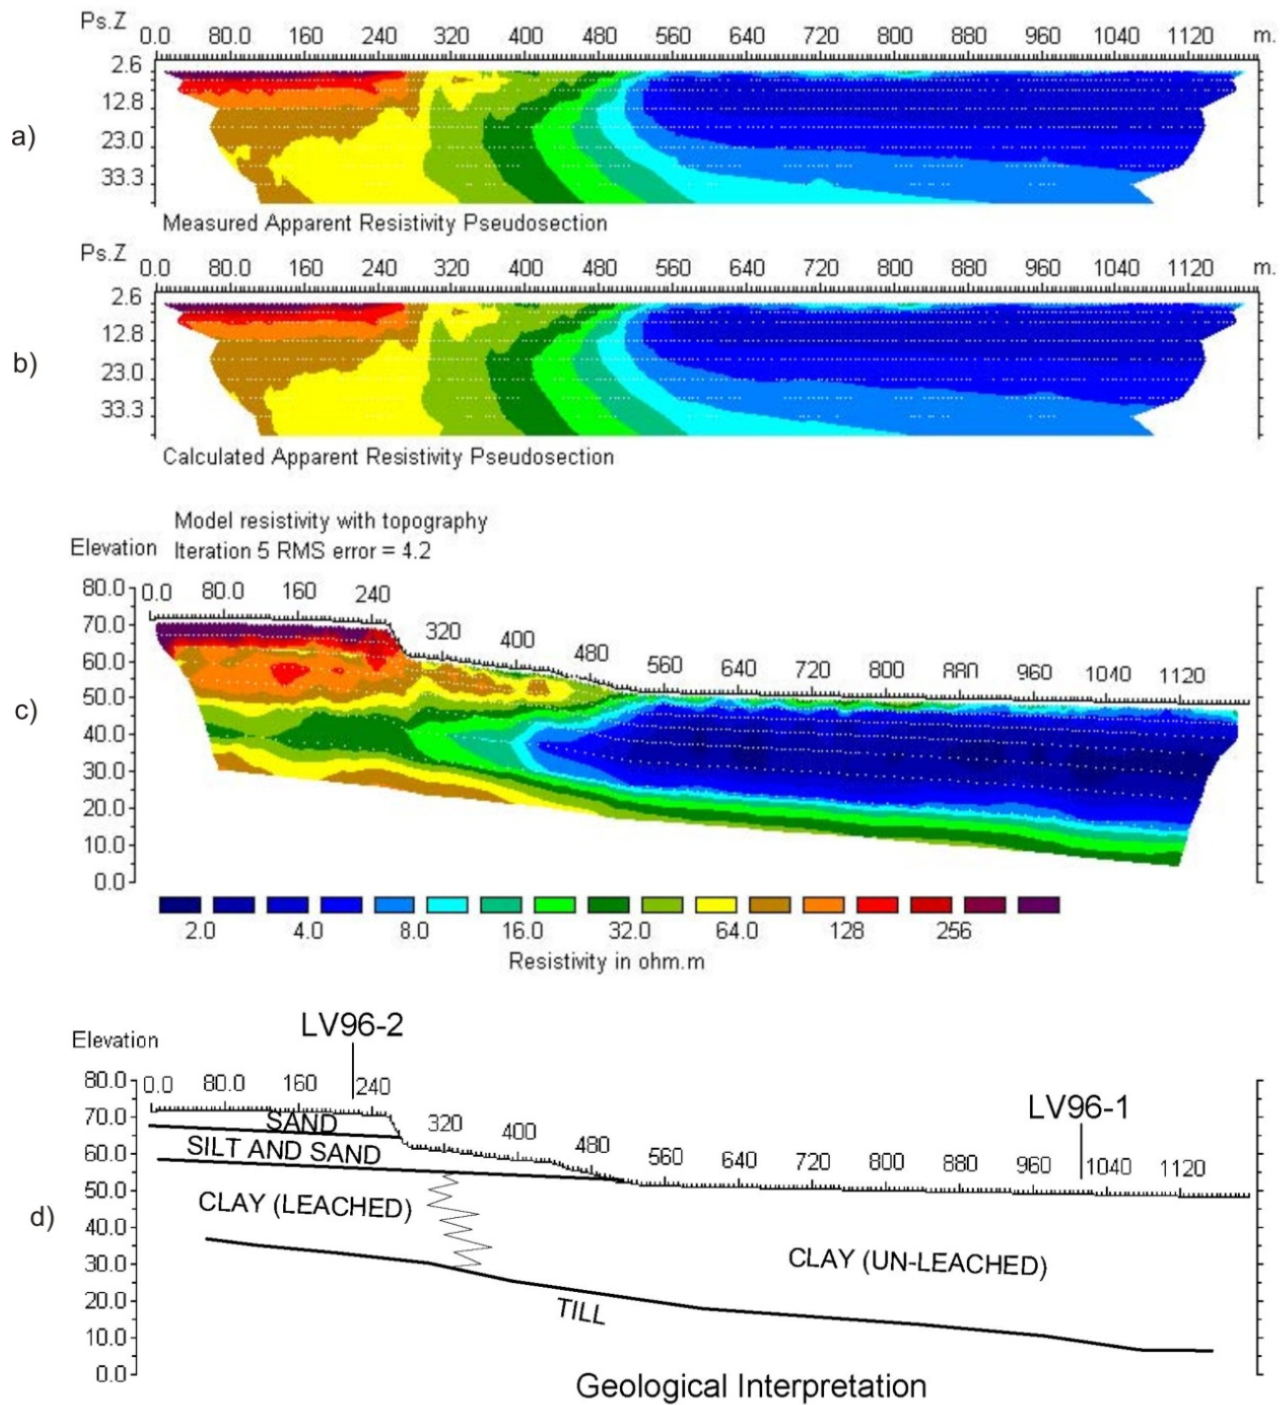 Ps.Z
0.0 80.0 160 240 320 400 480 560 640 720 800 880 960 1040 1120 m.
2.6
12.8
a)
23.0
33.3
Measured Apparent Resistivity Pseudosection
Ps.Z
0.0 80.0 160 240 320 400 480 560 640 720 800 880 960 1040 1120 m.
2.6
12.8
b)
23.0
33.3
Calculated Apparent Resistivity Pseudosection
Model resistivity with topography
Elevation Iteration 5 RMS error = 4.2
80.0 0.0 80.0 160 240
70.0
320 400 480 560 640 720 800 880 960 1040 1120
60.0
50.0
c)
40.0
30.0
20.0
10.0
0.0
2.0 4.0 8.0 16.0 32.0 64.0 128 256
Resistivity in ohm.m
LV96-2
Elevation
80.0 0.0 80.0 160 240
LV96-1
70.0 SAND
320 400 480 560 640 720 800 880 960 1040 1120
60.0 SILT AND SAND
50.0
CLAY (LEACHED)
d)
40.0
CLAY (UN-LEACHED)
30.0
20.0 TILL
10.0
0.0
Geological Interpretation